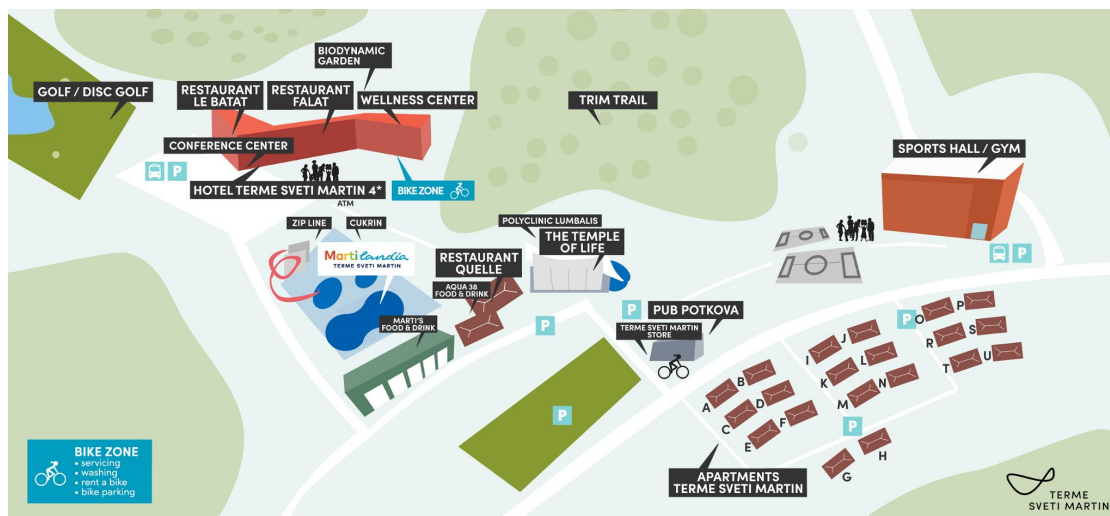 BIODYNAMIC
GARDEN
GOLF / DISC GOLF
RESTAURANT
LE BATAT
RESTAURANT
FALAT
WELLNESS CENTER
TRIM TRAIL
CONFERENCE CENTER
SPORTS HALL / GYM
P
HOTEL TERME SVETI MARTIN 4*
ATM
BIKE ZONE
ZIP LINE
CUKRIN
POLYCLINIC LUMBALIS
THE TEMPLE
OF LIFE
Martilandia
TERME SVETI MARTIN
RESTAURANT
QUELLE
AQUA 38
FOOD & DRINK
P
MARTI'S
FOOD & DRINK
P
P
PUB POTKOVA
TERME SVETI MARTIN
STORE
P
O
P
P
R
S
T
U
I
J
K
L
M
N
A
B
C
D
E
F
P
P
G
H
APARTMENTS
TERME SVETI MARTIN
BIKE ZONE
• servicing
• washing
• rent a bike
• bike parking
TERME
SVETI MARTIN